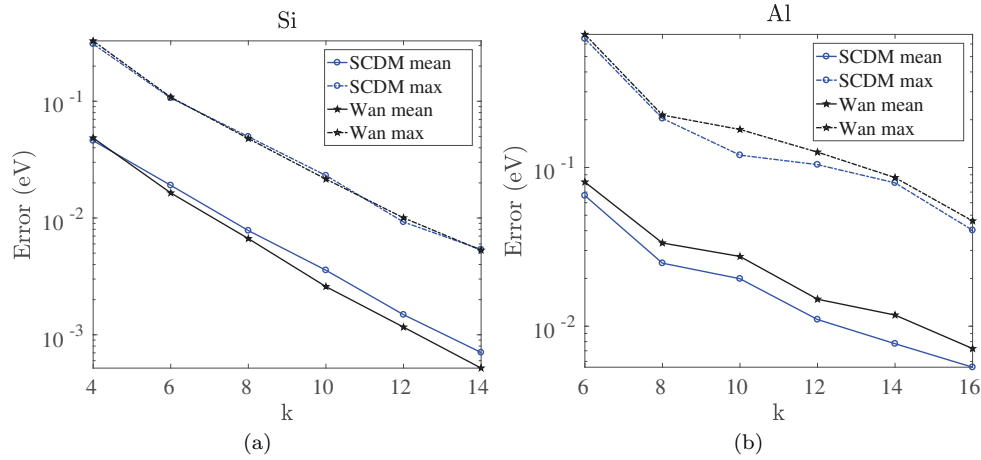 Si
Error (eV)
10⁻¹
10⁻²
10⁻³
SCDM mean
SCDM max
Wan mean
Wan max
4 6 8 10 12 14
k
(a)
Al
Error (eV)
10⁻¹
10⁻²
SCDM mean
SCDM max
Wan mean
Wan max
6 8 10 12 14 16
k
(b)